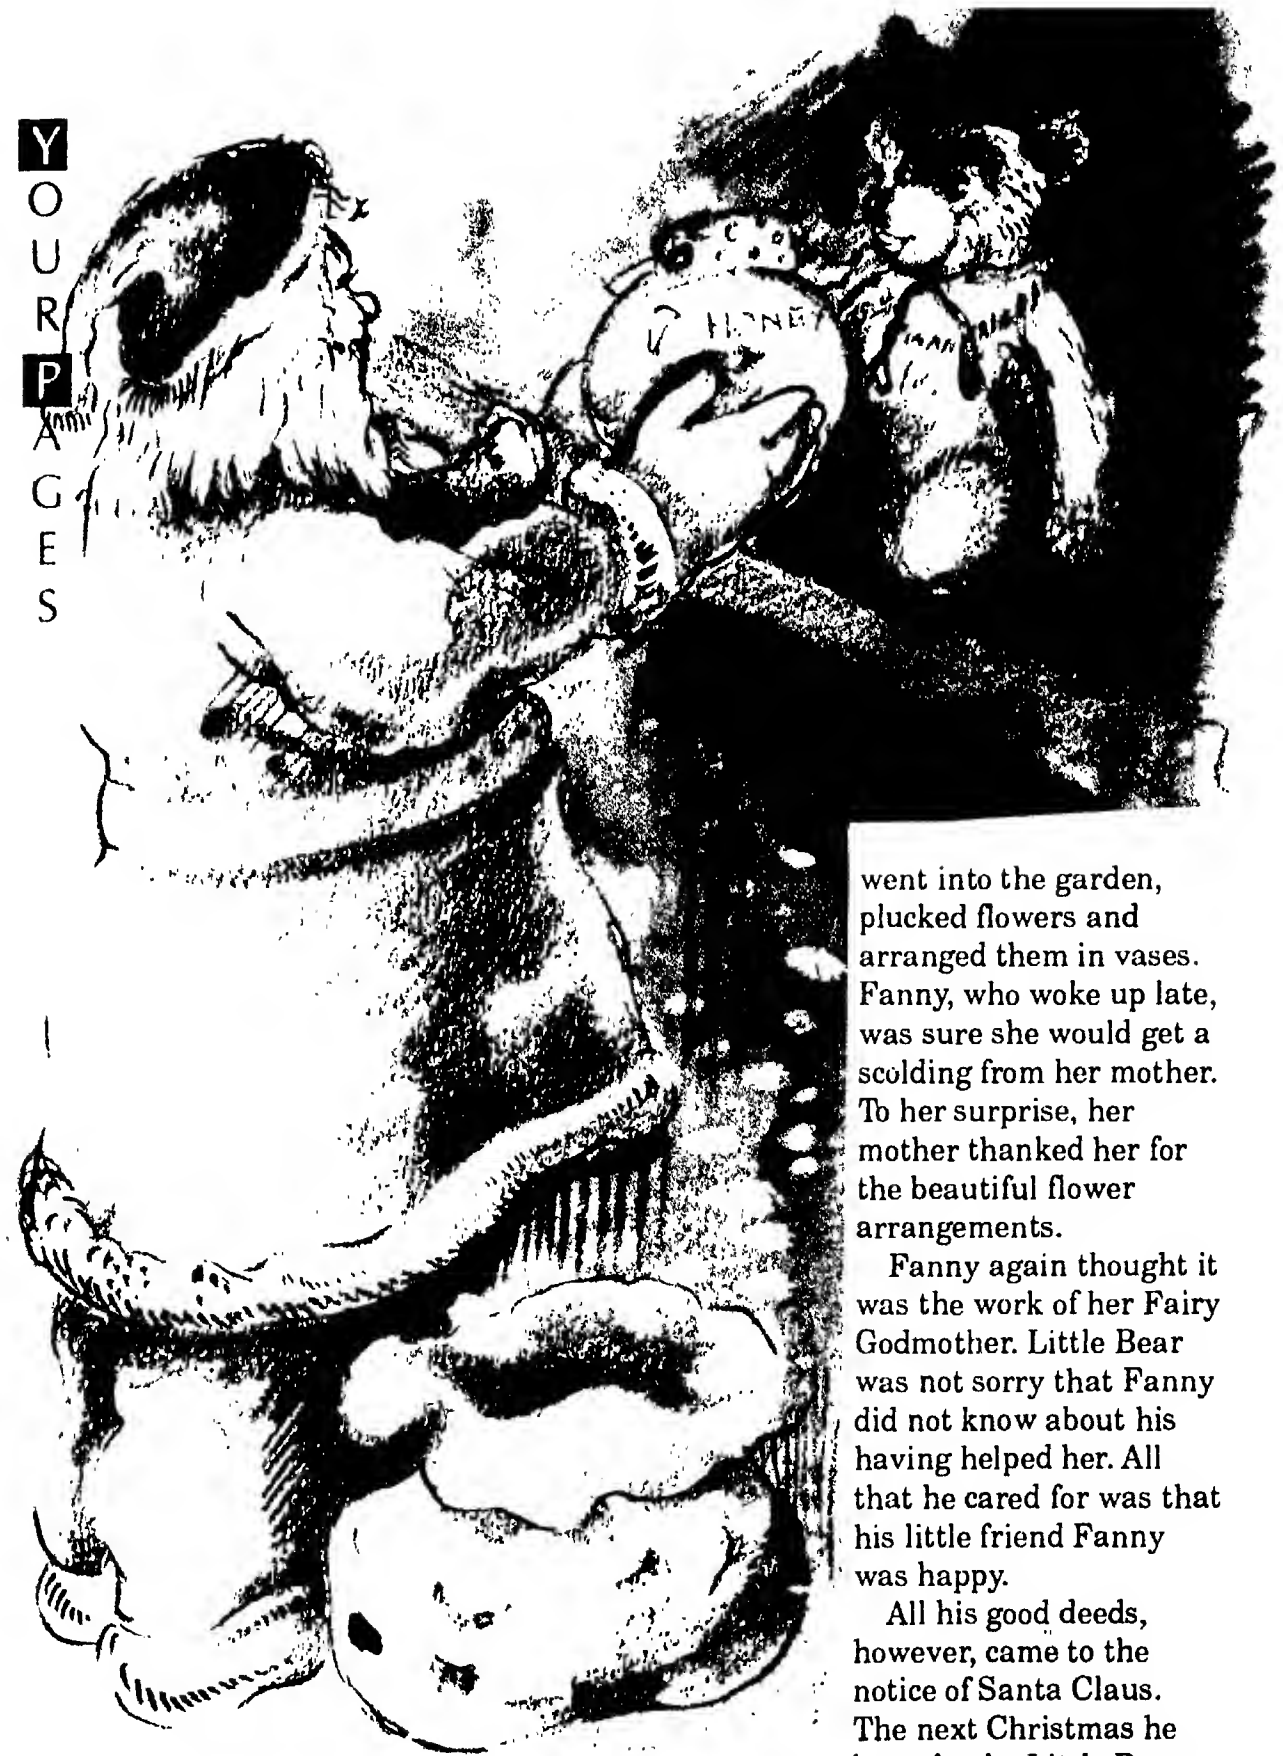 YOUR PAGES
HONEY
went into the garden,
plucked flowers and
arranged them in vases.
Fanny, who woke up late,
was sure she would get a
scolding from her mother.
To her surprise, her
mother thanked her for
the beautiful flower
arrangements.
Fanny again thought it
was the work of her Fairy
Godmother. Little Bear
was not sorry that Fanny
did not know about his
having helped her. All
that he cared for was that
his little friend Fanny
was happy.
All his good deeds,
however, came to the
notice of Santa Claus.
The next Christmas he